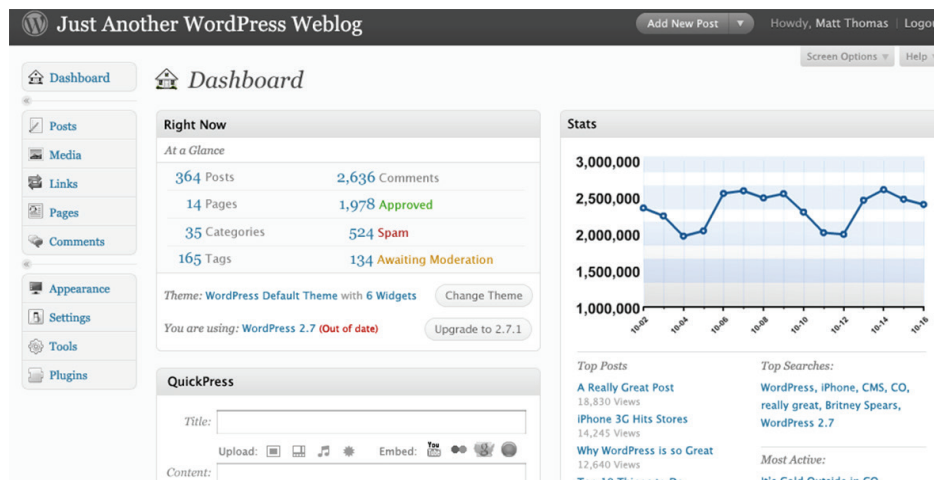 Just Another WordPress Weblog
Add New Post
Howdy, Matt Thomas
Screen Options
Help
Dashboard
Posts
Media
Links
Pages
Comments
Appearance
Settings
Tools
Plugins
Dashboard
Right Now
At a Glance
364 Posts 2,636 Comments
14 Pages 1,978 Approved
35 Categories 524 Spam
165 Tags 134 Awaiting Moderation
Theme: WordPress Default Theme with 6 Widgets
Change Theme
You are using: WordPress 2.7 (Out of date)
Upgrade to 2.7.1
QuickPress
Title:
Upload:
Embed:
You
Content:
Stats
3,000,000
2,500,000
2,000,000
1,500,000
1,000,000
10-02 10-04 10-06 10-08 10-10 10-12 10-14 10-16
Top Posts
A Really Great Post
18,830 Views
iPhone 3G Hits Stores
14,245 Views
Why WordPress is so Great
12,640 Views
Top Searches:
WordPress, iPhone, CMS, CO,
really great, Britney Spears,
WordPress 2.7
Most Active: